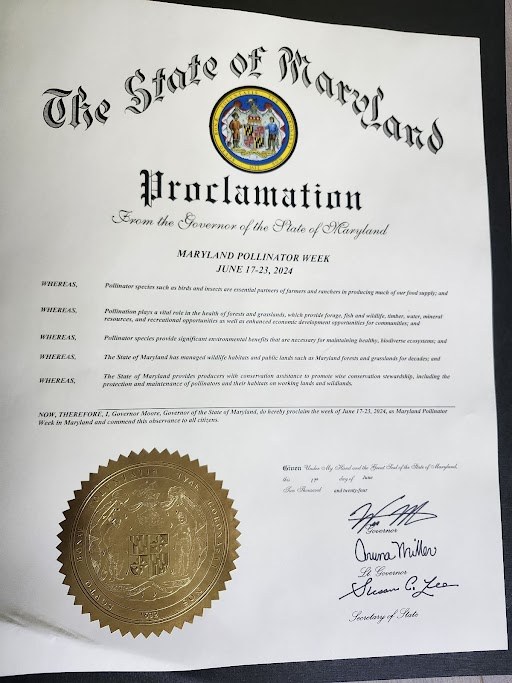 The State of Maryland
Proclamation
From the Governor of the State of Maryland
MARYLAND POLLINATOR WEEK
JUNE 17-23, 2024
WHEREAS, Pollinator species such as birds and insects are essential partners of farmers and ranchers in producing much of our food supply; and
WHEREAS, Pollination plays a vital role in the health of forests and grasslands, which provide forage, fish and wildlife, timber, water, mineral
resources, and recreational opportunities as well as enhanced economic development opportunities for communities; and
WHEREAS, Pollinator species provide significant environmental benefits that are necessary for maintaining healthy, biodiverse ecosystems; and
WHEREAS, The State of Maryland has managed wildlife habitats and public lands such as Maryland forests and grasslands for decades; and
WHEREAS, The State of Maryland provides producers with conservation assistance to promote wise conservation stewardship, including the
protection and maintenance of pollinators and their habitats on working lands and wildlands.
NOW, THEREFORE, I, Governor Moore, Governor of the State of Maryland, do hereby proclaim the week of June 17-23, 2024, as Maryland Pollinator
Week in Maryland and commend this observance to all citizens.
Given Under My Hand and the Great Seal of the State of Maryland,
this day of June
Two Thousand and twenty-four
Governor
Aruna Miller
Lt. Governor
Susan C. Lee
Secretary of State